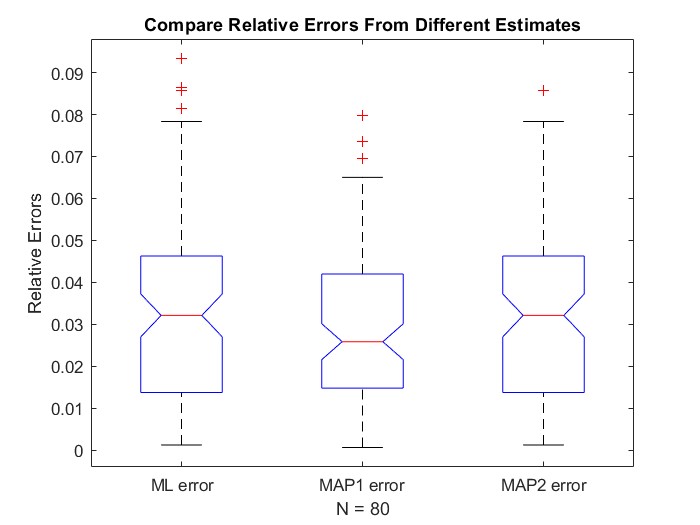 Compare Relative Errors From Different Estimates
Relative Errors
0.09
0.08
0.07
0.06
0.05
0.04
0.03
0.02
0.01
0
ML error
MAP1 error
MAP2 error
N = 80